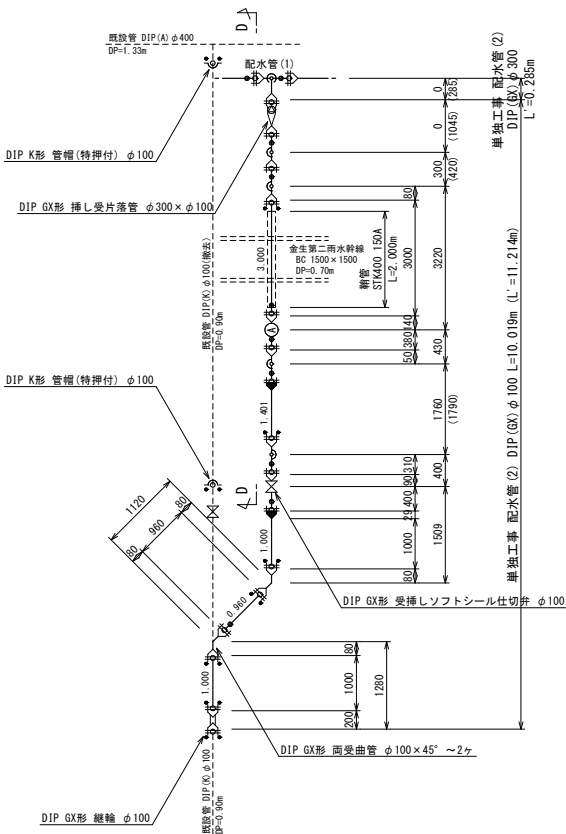 既設管 DIP(A) φ400
DP=1.33m
D
配水管(1)
DIP K形 管帽(特押付) φ100
DIP GX形 挿し受片落管 φ300×φ100
既設管 DIP(K) φ100(撤去)
DP=0.90m
3.000
金生第二雨水幹線
BC 1500×1500
DP=0.70m
鞘管
STK400 150A
L=2.000m
A
DIP K形 管帽(特押付) φ100
1.401
D
1.000
1120
80
960
80
0.960
DIP GX形 受挿しソフトシール仕切弁 φ100
1.000
DIP GX形 両受曲管 φ100×45° ~2ヶ
DIP GX形 継輪 φ100
既設管 DIP(K) φ100
DP=0.90m
80
3000
140
380
50
310
90
400
29
1000
80
80
1000
200
0
(285)
0
(1045)
300
(420)
3220
430
1760
(1790)
400
1509
1280
単独工事 配水管(2)
DIP(GX) φ300
L'=0.285m
単独工事 配水管(2) DIP(GX) φ100 L=10.019m (L'=11.214m)